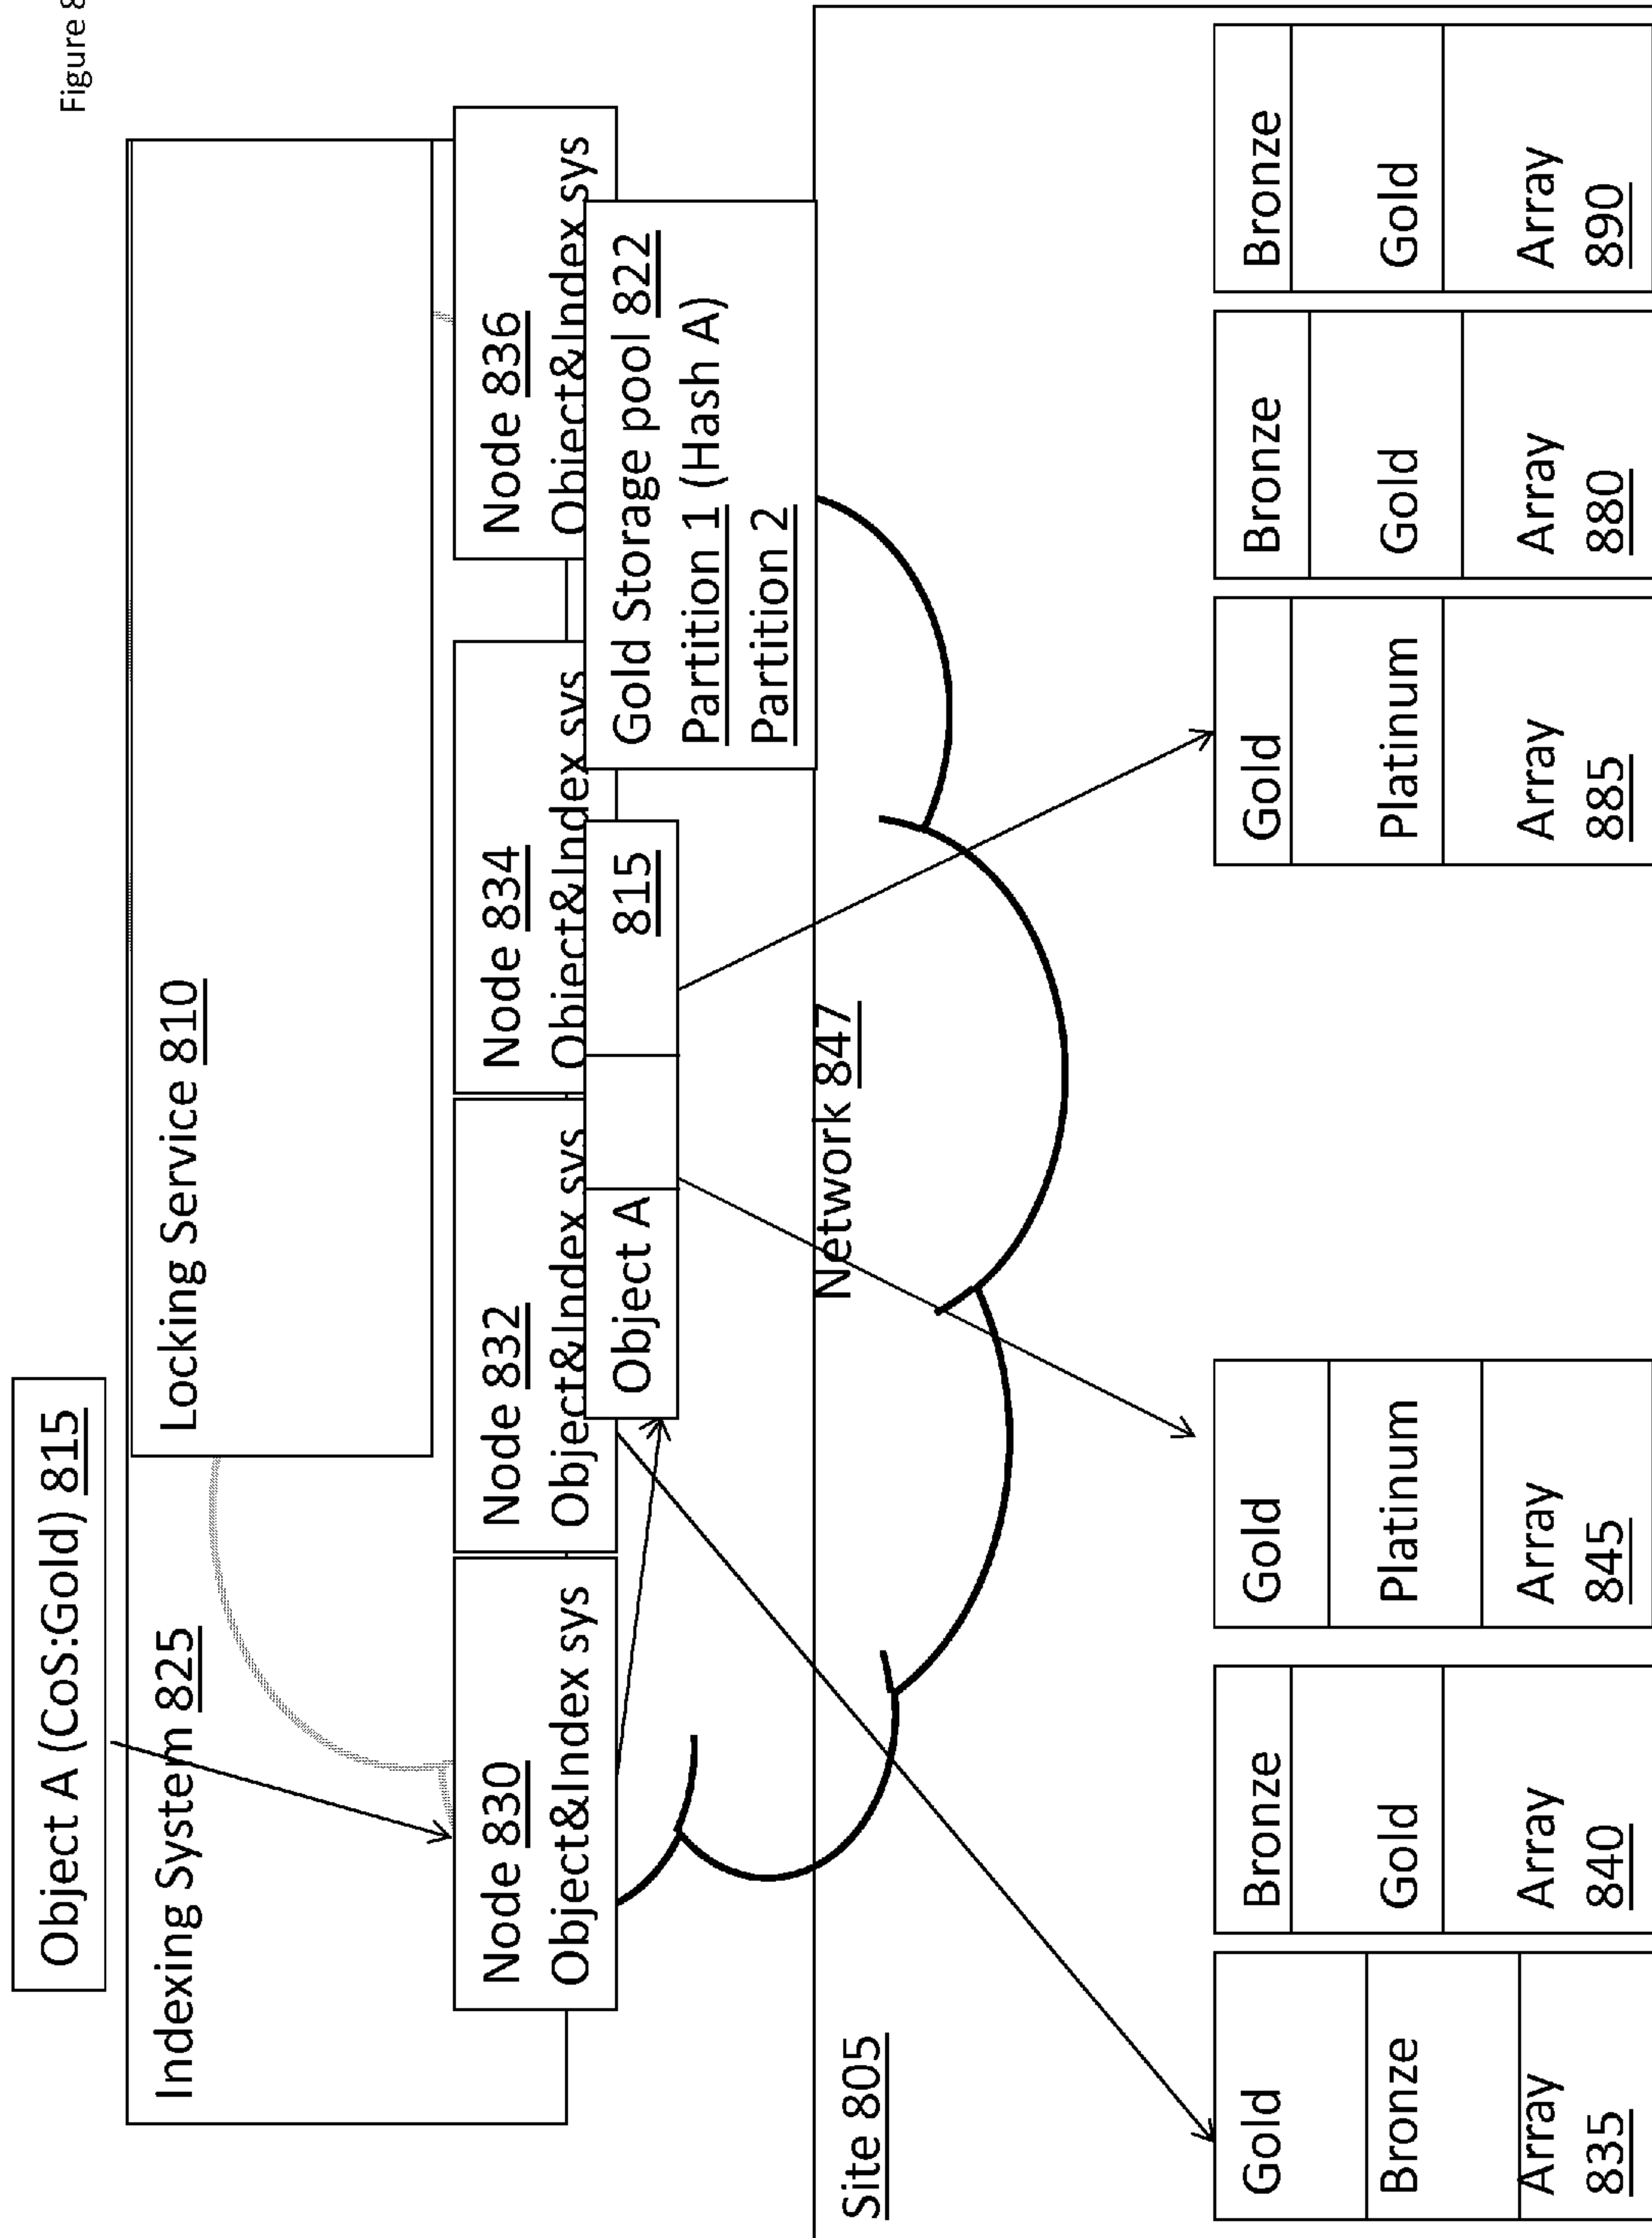 Figure 8
Object A (CoS:Gold) 815
Indexing System 825
Locking Service 810
Node 830
Object&Index sys
Node 832
Object&Index sys
Node 834
Object&Index sys
Node 836
Object&Index sys
Object A
815
Gold Storage pool 822
Partition 1 (Hash A)
Partition 2
Network 847
Site 805
Gold
Bronze
Array
835
Bronze
Gold
Array
840
Gold
Platinum
Array
845
Gold
Platinum
Array
885
Bronze
Gold
Array
880
Bronze
Gold
Array
890